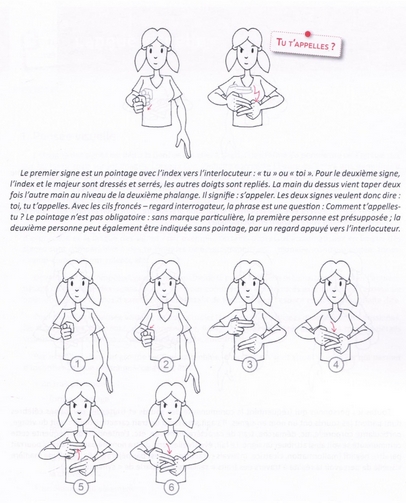 TU T'APPELLES ?
Le premier signe est un pointage avec l'index vers l'interlocuteur : « tu » ou « toi ». Pour le deuxième signe,
l'index et le majeur sont dressés et serrés, les autres doigts sont repliés. La main du dessus vient taper deux
fois l'autre main au niveau de la deuxième phalange. Il signifie : s'appeler. Les deux signes veulent donc dire :
toi, tu t'appelles. Avec les cils froncés – regard interrogateur, la phrase est une question : Comment t'appelles-
tu ? Le pointage n'est pas obligatoire : sans marque particulière, la première personne est présupposée ; la
deuxième personne peut également être indiquée sans pointage, par un regard appuyé vers l'interlocuteur.
1
2
3
4
5
6